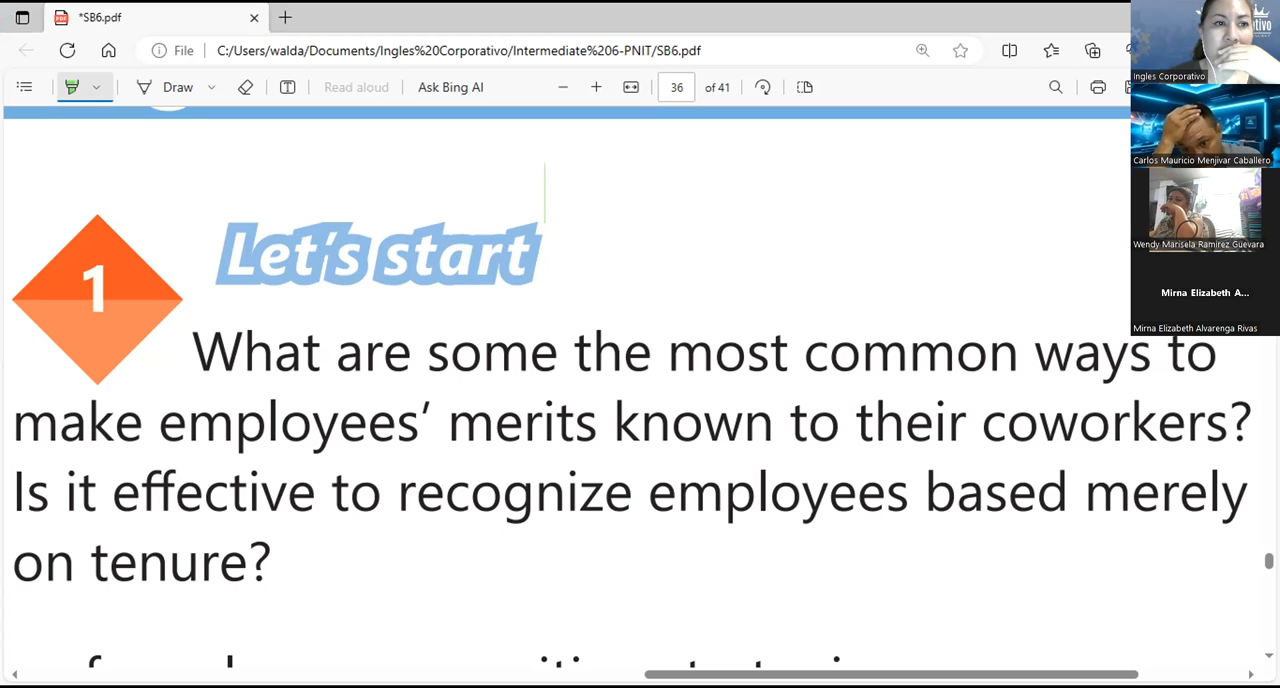 *SB6.pdf
File C:/Users/walda/Documents/Ingles%20Corporativo/Intermediate%206-PNIT/SB6.pdf
Draw Read aloud Ask Bing AI 36 of 41
Ingles Corporativo
Carlos Mauricio Menjivar Caballero
Wendy Marisela Ramirez Guevara
Mirna Elizabeth A...
Mirna Elizabeth Alvarenga Rivas
1
Let's start
What are some the most common ways to
make employees’ merits known to their coworkers?
Is it effective to recognize employees based merely
on tenure?